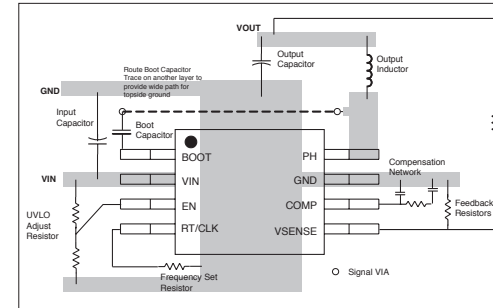 VOUT
Output
Capacitor
Output
Inductor
Route Boot Capacitor
Trace on another layer to
provide wide path for
topside ground
GND
Input
Capacitor
Boot
Capacitor
BOOT
PH
VIN
VIN
GND
EN
COMP
RT/CLK
VSENSE
Compensation
Network
Feedback
Resistors
UVLO
Adjust
Resistor
Frequency Set
Resistor
Signal VIA